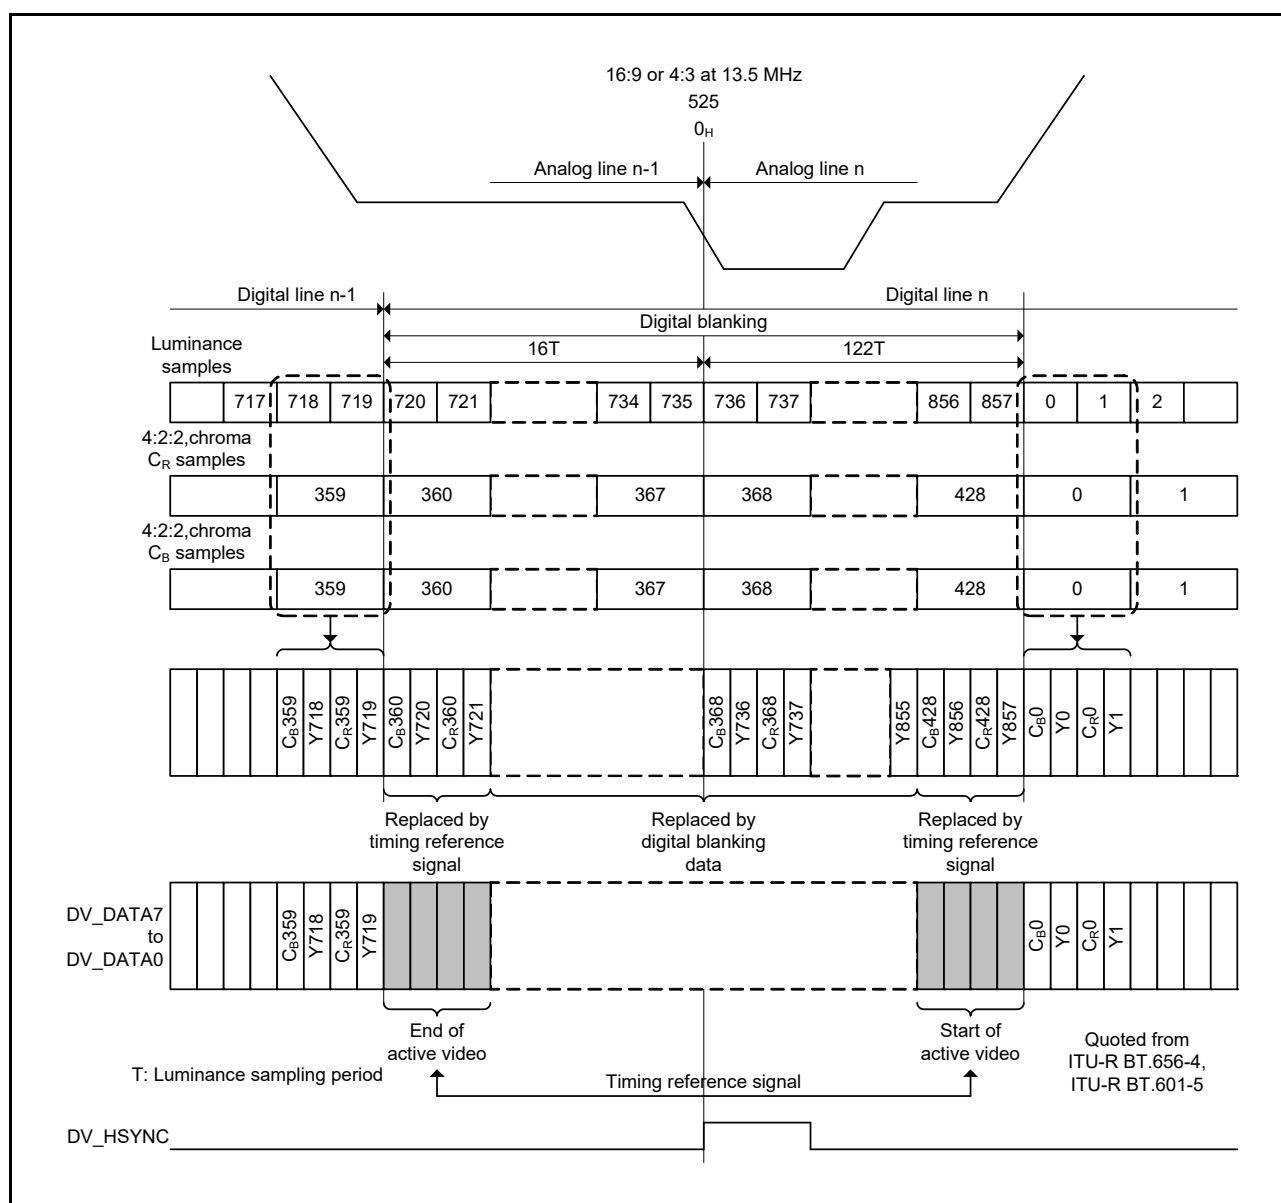 16:9 or 4:3 at 13.5 MHz
525
0H
Analog line n-1
Analog line n
Digital line n-1
Digital line n
Digital blanking
16T
122T
Luminance
samples
717
718
719
720
721
734
735
736
737
856
857
0
1
2
4:2:2,chroma
CR samples
359
360
367
368
428
0
1
4:2:2,chroma
CB samples
359
360
367
368
428
0
1
CB359
Y718
CR359
Y719
CB360
Y720
CR360
Y721
CB368
Y736
CR368
Y737
Y855
CB428
Y856
CR428
Y857
CB0
Y0
CR0
Y1
Replaced by
timing reference
signal
Replaced by
digital blanking
data
Replaced by
timing reference
signal
DV_DATA7
to
DV_DATA0
CB359
Y718
CR359
Y719
CB0
Y0
CR0
Y1
End of
active video
Start of
active video
Quoted from
ITU-R BT.656-4,
ITU-R BT.601-5
T: Luminance sampling period
Timing reference signal
DV_HSYNC